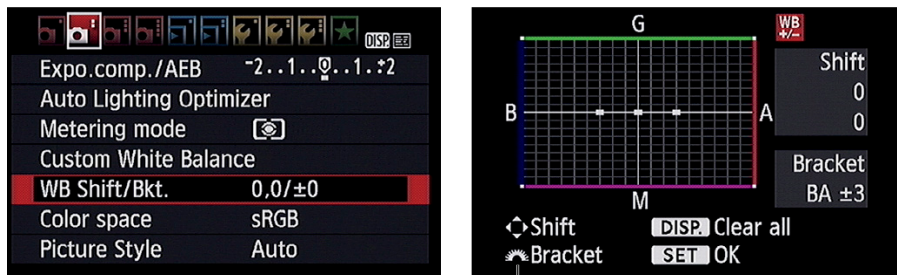 DISP.
Expo.comp./AEB -2..1..0..1..+2
Auto Lighting Optimizer
Metering mode
Custom White Balance
WB Shift/Bkt. 0,0/±0
Color space sRGB
Picture Style Auto
G
WB
+/-
Shift
0
B A
0
Bracket
BA ±3
M
Shift DISP. Clear all
Bracket SET OK